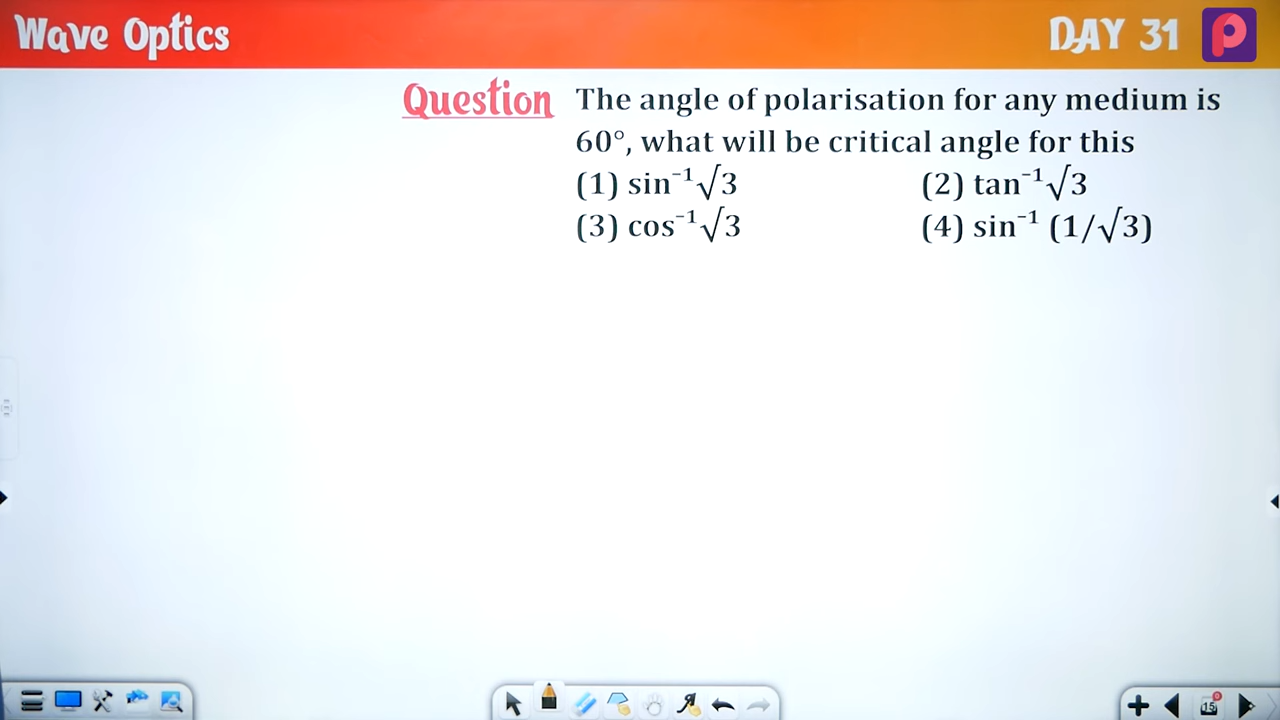 Wave Optics
DAY 31
Question The angle of polarisation for any medium is
60°, what will be critical angle for this
(1) sin⁻¹√3 (2) tan⁻¹√3
(3) cos⁻¹√3 (4) sin⁻¹ (1/√3)
15